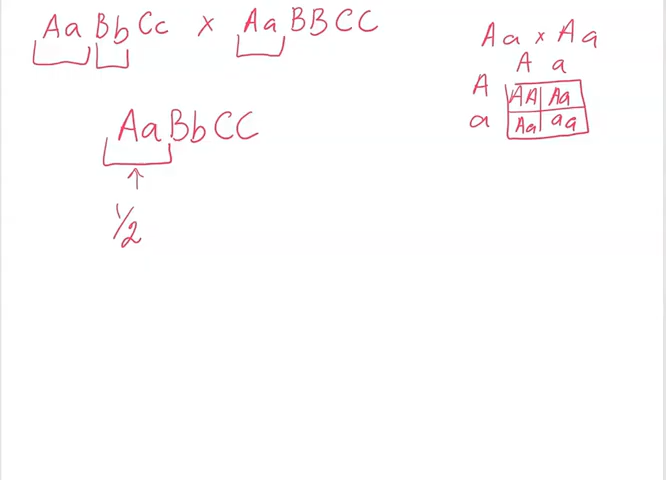 AaBbCc x AaBBCC
AaBbCC
1/2
Aa x Aa
A a
A AA Aa
a Aa aa